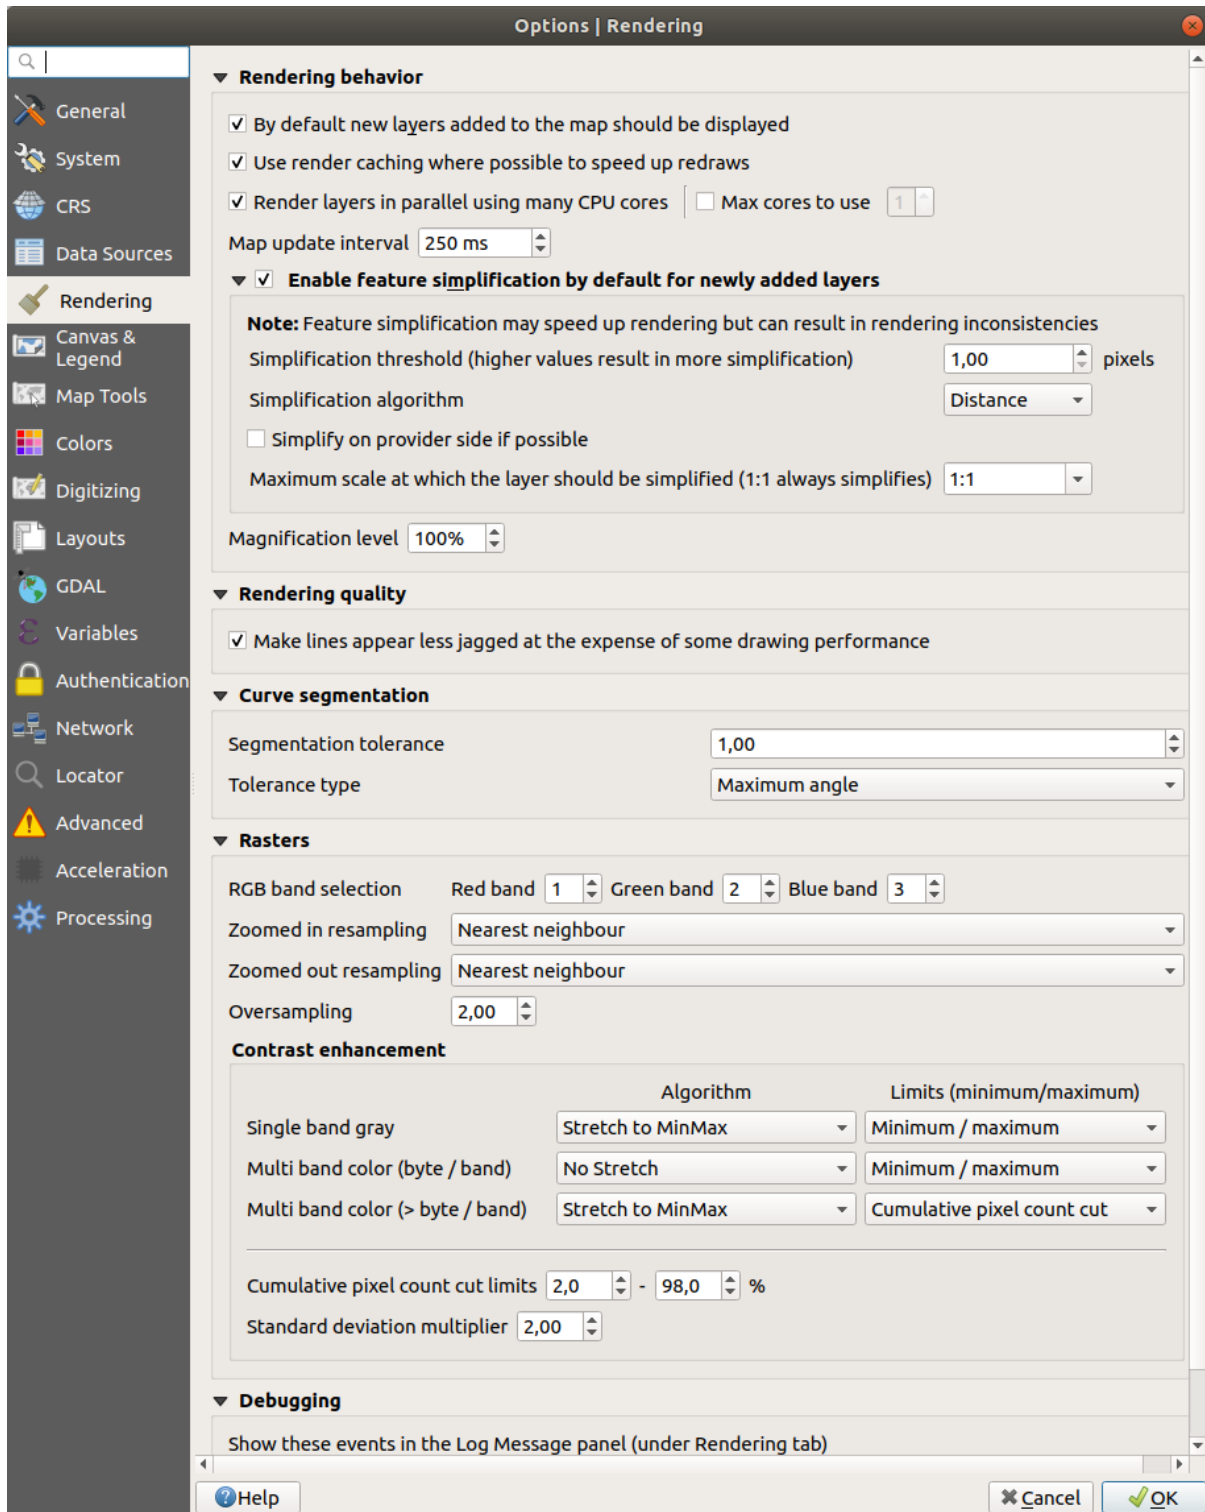 Options | Rendering
General
System
CRS
Data Sources
Rendering
Canvas &
Legend
Map Tools
Colors
Digitizing
Layouts
GDAL
Variables
Authentication
Network
Locator
Advanced
Acceleration
Processing
Rendering behavior
By default new layers added to the map should be displayed
Use render caching where possible to speed up redraws
Render layers in parallel using many CPU cores Max cores to use 1
Map update interval 250 ms
Enable feature simplification by default for newly added layers
Note: Feature simplification may speed up rendering but can result in rendering inconsistencies
Simplification threshold (higher values result in more simplification) 1,00 pixels
Simplification algorithm Distance
Simplify on provider side if possible
Maximum scale at which the layer should be simplified (1:1 always simplifies) 1:1
Magnification level 100%
Rendering quality
Make lines appear less jagged at the expense of some drawing performance
Curve segmentation
Segmentation tolerance 1,00
Tolerance type Maximum angle
Rasters
RGB band selection Red band 1 Green band 2 Blue band 3
Zoomed in resampling Nearest neighbour
Zoomed out resampling Nearest neighbour
Oversampling 2,00
Contrast enhancement
Algorithm Limits (minimum/maximum)
Single band gray Stretch to MinMax Minimum / maximum
Multi band color (byte / band) No Stretch Minimum / maximum
Multi band color (> byte / band) Stretch to MinMax Cumulative pixel count cut
Cumulative pixel count cut limits 2,0 - 98,0 %
Standard deviation multiplier 2,00
Debugging
Show these events in the Log Message panel (under Rendering tab)
Help Cancel OK